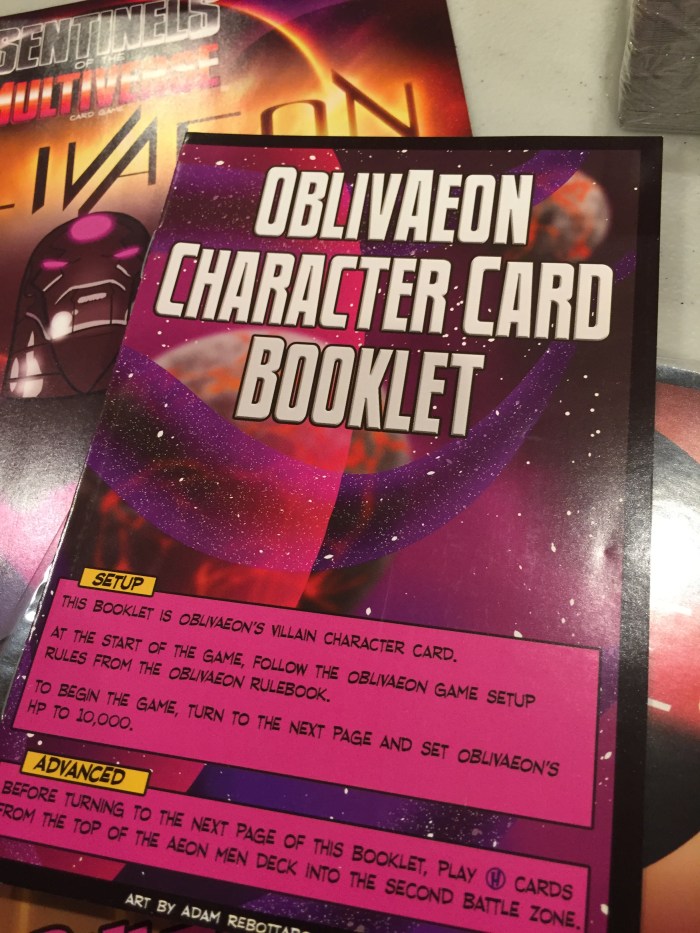 SENTINELS
OF THE
MULTIVERSE
CARD GAME
OBLIVAEON
CHARACTER CARD
BOOKLET
SETUP
THIS BOOKLET IS OBLIVAEON'S VILLAIN CHARACTER CARD.
AT THE START OF THE GAME, FOLLOW THE OBLIVAEON GAME SETUP
RULES FROM THE OBLIVAEON RULEBOOK.
TO BEGIN THE GAME, TURN TO THE NEXT PAGE AND SET OBLIVAEON'S
HP TO 10,000.
ADVANCED
BEFORE TURNING TO THE NEXT PAGE OF THIS BOOKLET, PLAY H CARDS
FROM THE TOP OF THE AEON MEN DECK INTO THE SECOND BATTLE ZONE.
ART BY ADAM